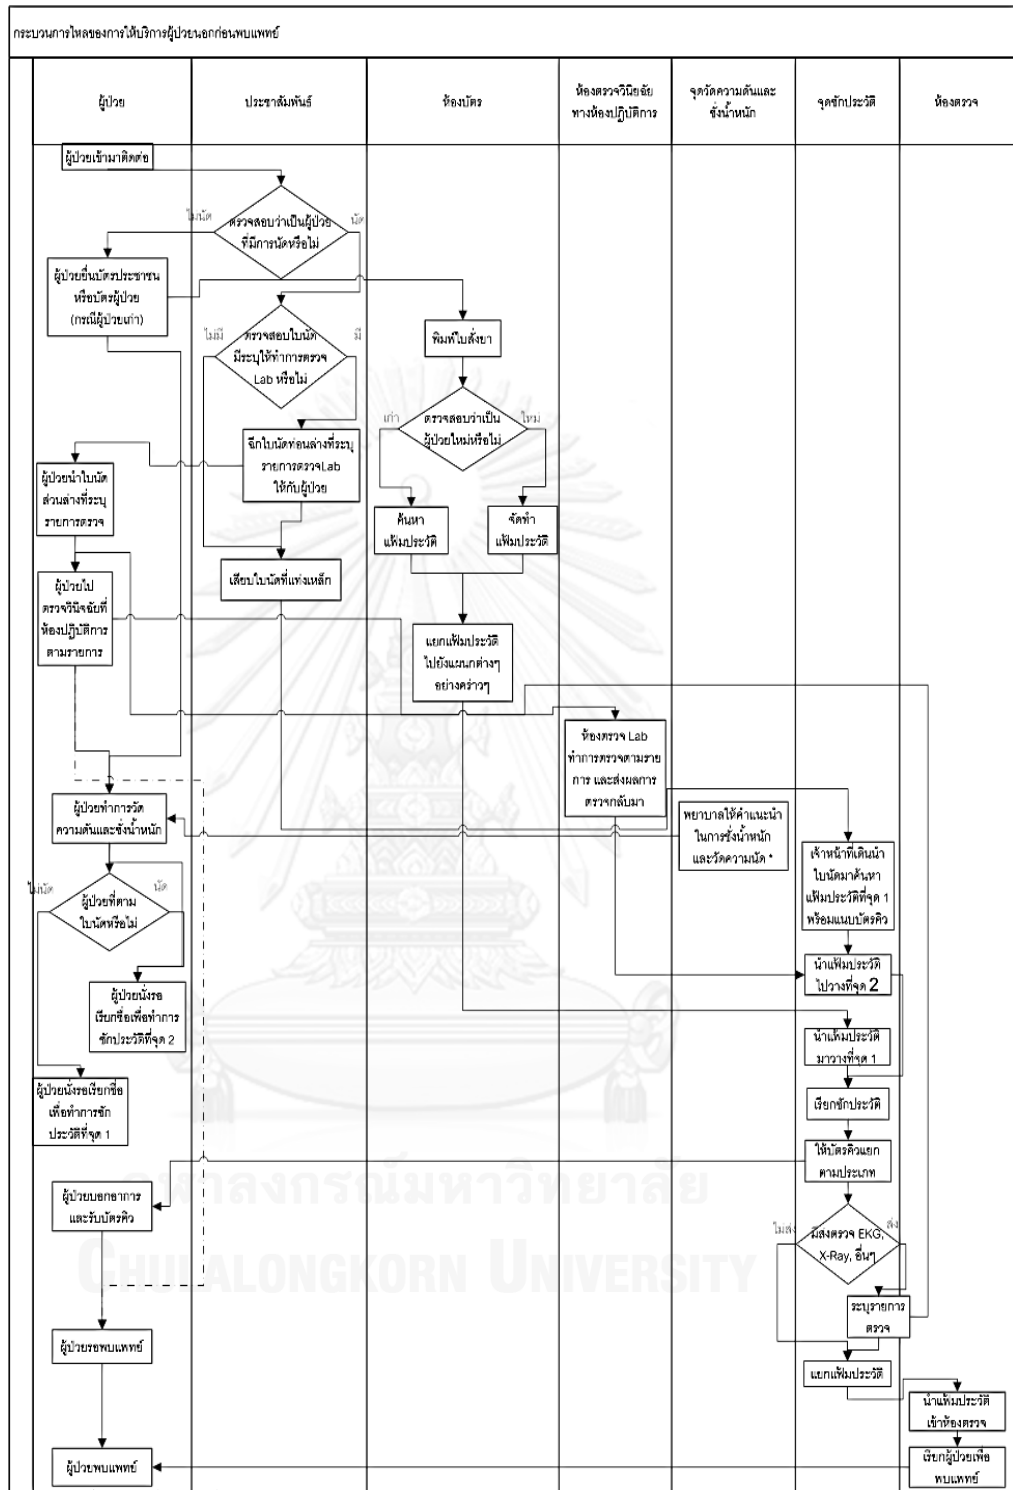 กระบวนการไหลของการให้บริการผู้ป่วยนอกก่อนพบแพทย์
ผู้ป่วย
ประชาสัมพันธ์
ห้องบัตร
ห้องตรวจวินิยฉัย
ทางห้องปฏิบัติการ
จุดวัดความดันและ
ชั่งน้ำหนัก
จุดซักประวัติ
ห้องตรวจ
ผู้ป่วยเข้ามาติดต่อ
ไม่นัด
ตรวจสอบว่าเป็นผู้ป่วย
ที่มีการนัดหรือไม่
นัด
ผู้ป่วยยื่นบัตรประชาชน
หรือบัตรผู้ป่วย
(กรณีผู้ป่วยเก่า)
ไม่มี
ตรวจสอบใบนัด
มีระบุให้ทำการตรวจ
Lab หรือไม่
มี
พิมพ์ใบสั่งยา
เก่า
ตรวจสอบว่าเป็น
ผู้ป่วยใหม่หรือไม่
ใหม่
ฉีกใบนัดท่อนล่างที่ระบุ
รายการตรวจLab
ให้กับผู้ป่วย
ผู้ป่วยนำใบนัด
ส่วนล่างที่ระบุ
รายการตรวจ
ค้นหา
แฟ้มประวัติ
จัดทำ
แฟ้มประวัติ
เสียบใบนัดที่แท่งเหล็ก
ผู้ป่วยไป
ตรวจวินิจฉัยที่
ห้องปฏิบัติการ
ตามรายการ
แยกแฟ้มประวัติ
ไปยังแผนกต่างๆ
อย่างคร่าวๆ
ห้องตรวจ Lab
ทำการตรวจตามราย
การ และส่งผลการ
ตรวจกลับมา
ผู้ป่วยทำการวัด
ความดันและชั่งน้ำหนัก
พยาบาลให้คำแนะนำ
ในการชั่งน้ำหนัก
และวัดความนัด *
เจ้าหน้าที่เดินนำ
ใบนัดมาค้นหา
แฟ้มประวัติที่จุด 1
พร้อมแนบบัตรคิว
ไม่นัด
ผู้ป่วยที่ตาม
ใบนัดหรือไม่
นัด
นำแฟ้มประวัติ
ไปวางที่จุด 2
ผู้ป่วยนั่งรอ
เรียกชื่อเพื่อทำการ
ซักประวัติที่จุด 2
นำแฟ้มประวัติ
มาวางที่จุด 1
ผู้ป่วยนั่งรอเรียกชื่อ
เพื่อทำการซัก
ประวัติที่จุด 1
เรียกซักประวัติ
ให้บัตรคิวแยก
ตามประเภท
ผู้ป่วยบอกอาการ
และรับบัตรคิว
จุฬาลงกรณ์มหาวิทยาลัย
CHULALONGKORN UNIVERSITY
ไม่ส่ง
มีส่งตรวจ EKG,
X-Ray, อื่นๆ
ส่ง
ระบุรายการ
ตรวจ
ผู้ป่วยรอพบแพทย์
แยกแฟ้มประวัติ
นำแฟ้มประวัติ
เข้าห้องตรวจ
ผู้ป่วยพบแพทย์
เรียกผู้ป่วยเพื่อ
พบแพทย์